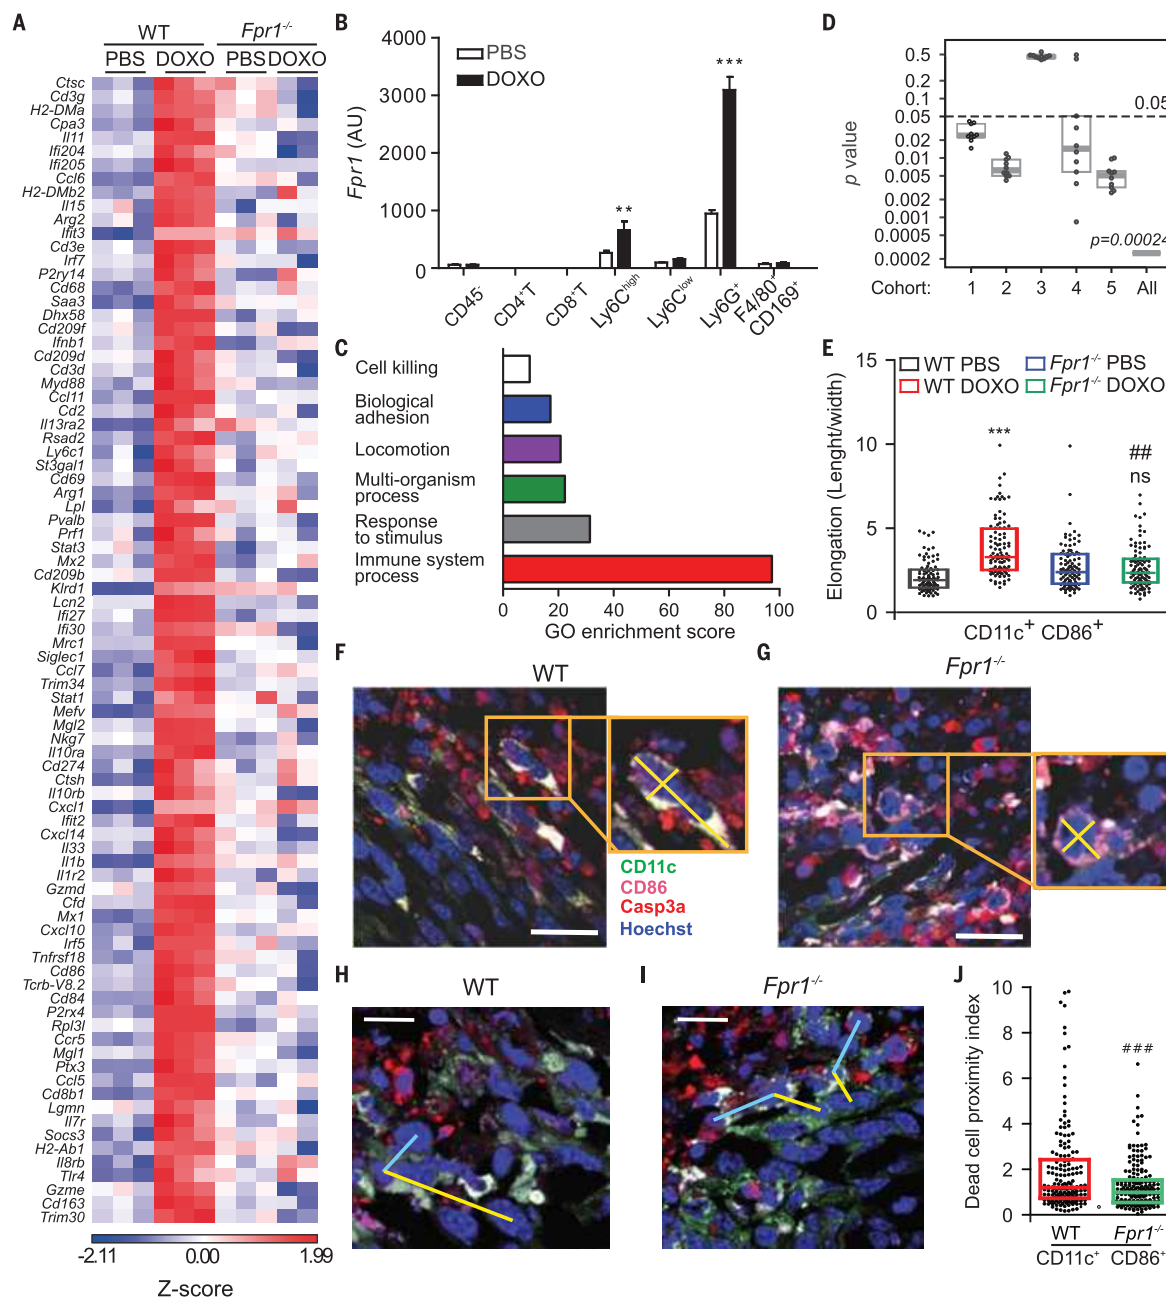 A
WT
Fpr1-/-
PBS
DOXO
PBS
DOXO
Ctsc
Cd3g
H2-DMa
Cpa3
Il11
Ifi204
Ifi205
Ccl6
H2-DMb2
Il15
Arg2
Ifit3
Cd3e
Irf7
P2ry14
Cd68
Saa3
Dhx58
Cd209f
Ifnb1
Cd209d
Cd3d
Myd88
Ccl11
Cd2
Il13ra2
Rsad2
Ly6c1
St3gal1
Cd69
Arg1
Lpl
Pvalb
Prf1
Stat3
Mx2
Cd209b
Klrd1
Lcn2
Ifi27
Ifi30
Mrc1
Siglec1
Ccl7
Trim34
Stat1
Mefv
Mgl2
Nkg7
Il10ra
Cd274
Ctsh
Il10rb
Cxcl1
Ifit2
Cxcl14
Il33
Il1b
Il1r2
Gzmd
Cfd
Mx1
Cxcl10
Irf5
Tnfrsf18
Cd86
Tcrb-V8.2
Cd84
P2rx4
Rpl3l
Ccr5
Mgl1
Ptx3
Ccl5
Cd8b1
Lgmn
Il7r
Socs3
H2-Ab1
Il8rb
Tlr4
Gzme
Cd163
Trim30
-2.11
0.00
1.99
Z-score
B
Fpr1 (AU)
4000
3000
2000
1000
0
PBS
DOXO
**
***
CD45-
CD4+T
CD8+T
Ly6Chigh
Ly6Clow
Ly6G+
F4/80+
CD169+
C
Cell killing
Biological
adhesion
Locomotion
Multi-organism
process
Response
to stimulus
Immune system
process
0
20
40
60
80
100
GO enrichment score
D
p value
0.5
0.2
0.1
0.05
0.02
0.01
0.005
0.002
0.001
0.0005
0.0002
0.05
p=0.00024
Cohort:
1
2
3
4
5
All
E
Elongation (Lenght/width)
15
10
5
0
WT PBS
WT DOXO
Fpr1-/- PBS
Fpr1-/- DOXO
***
##
ns
CD11c+ CD86+
F
WT
CD11c
CD86
Casp3a
Hoechst
G
Fpr1-/-
H
WT
I
Fpr1-/-
J
Dead cell proximity index
10
8
6
4
2
0
###
WT
Fpr1-/-
CD11c+
CD86+